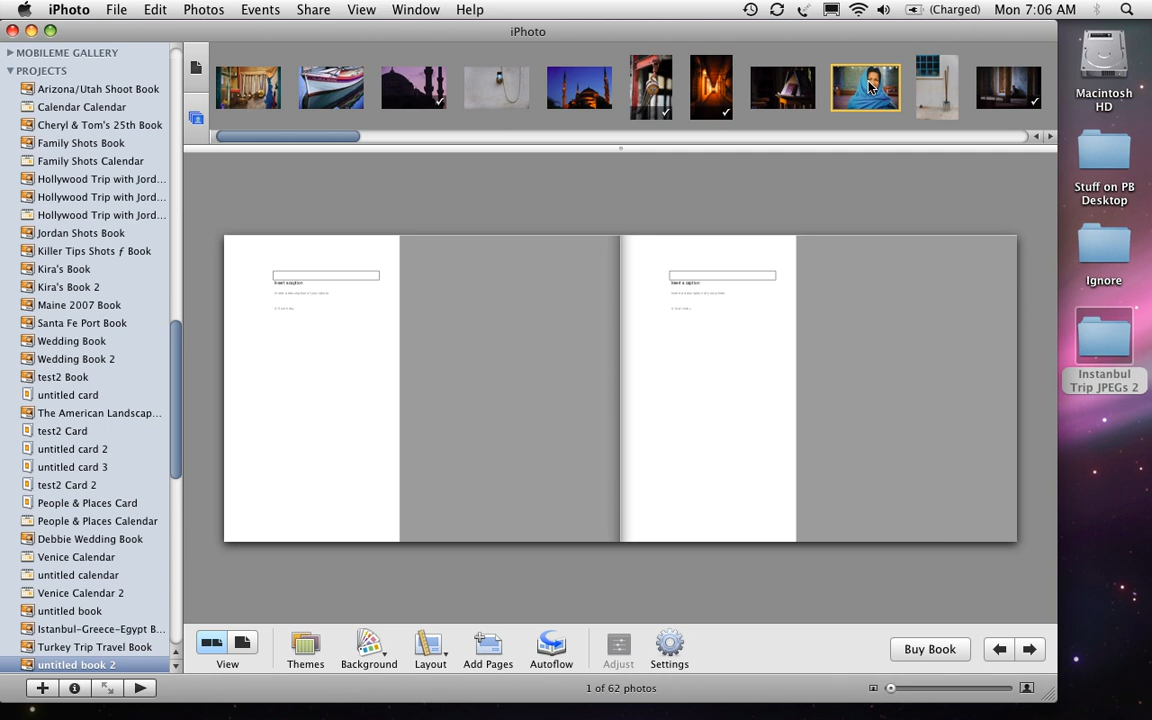 iPhoto File Edit Photos Events Share View Window Help (Charged) Mon 7:06 AM
iPhoto
MOBILEME GALLERY
PROJECTS
Arizona/Utah Shoot Book
Calendar Calendar
Cheryl & Tom's 25th Book
Family Shots Book
Family Shots Calendar
Hollywood Trip with Jord...
Hollywood Trip with Jord...
Hollywood Trip with Jord...
Jordan Shots Book
Killer Tips Shots ƒ Book
Kira's Book
Kira's Book 2
Maine 2007 Book
Santa Fe Port Book
Wedding Book
Wedding Book 2
test2 Book
untitled card
The American Landscap...
test2 Card
untitled card 2
untitled card 3
test2 Card 2
People & Places Card
People & Places Calendar
Debbie Wedding Book
Venice Calendar
untitled calendar
Venice Calendar 2
untitled book
Istanbul-Greece-Egypt B...
Turkey Trip Travel Book
untitled book 2
Insert a caption
Insert a caption
View
Themes
Background
Layout
Add Pages
Autoflow
Adjust
Settings
Buy Book
1 of 62 photos
Macintosh
HD
Stuff on PB
Desktop
Ignore
Instanbul
Trip JPEGs 2